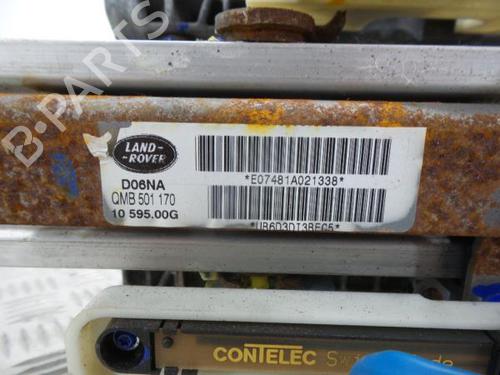 LAND-
-ROVER
D06NA
QMB 501 170
10 595.00G
*E07481A021338*
B-PARTS
CONTELEC